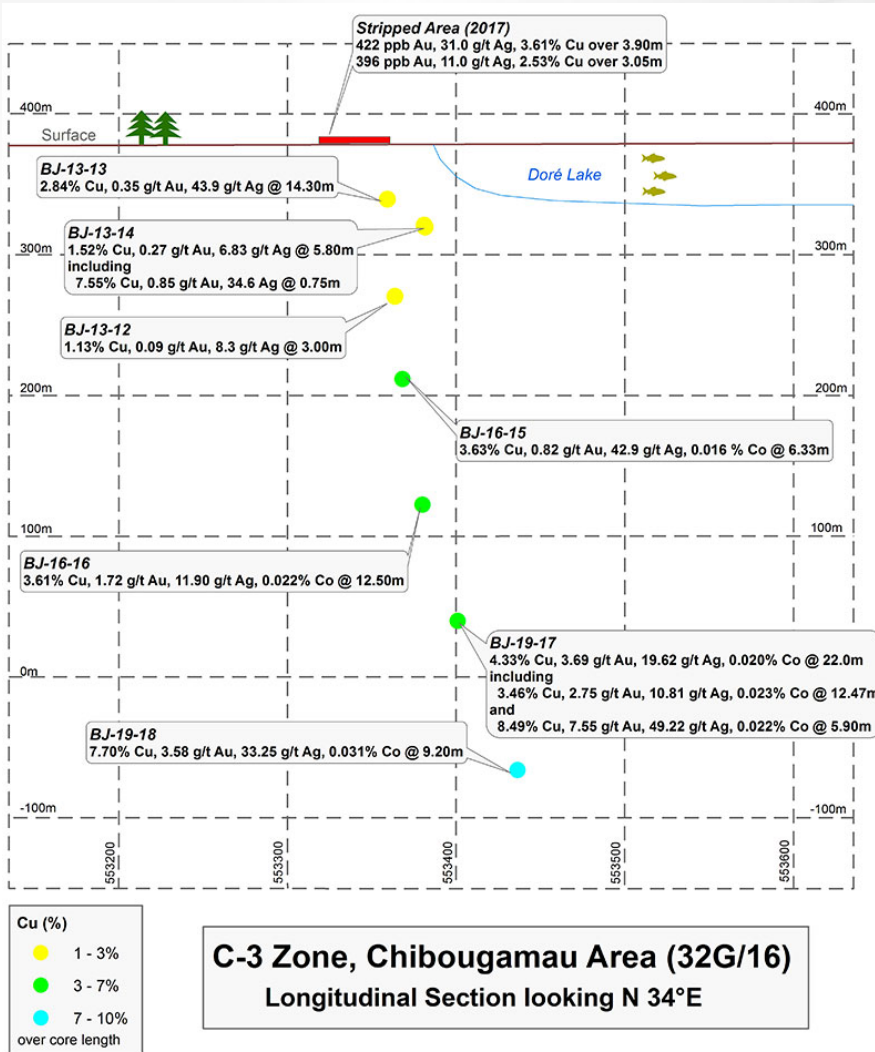 Stripped Area (2017)
422 ppb Au, 31.0 g/t Ag, 3.61% Cu over 3.90m
396 ppb Au, 11.0 g/t Ag, 2.53% Cu over 3.05m
400m
400m
Surface
BJ-13-13
2.84% Cu, 0.35 g/t Au, 43.9 g/t Ag @ 14.30m
Doré Lake
BJ-13-14
1.52% Cu, 0.27 g/t Au, 6.83 g/t Ag @ 5.80m
including
7.55% Cu, 0.85 g/t Au, 34.6 Ag @ 0.75m
300m
300m
BJ-13-12
1.13% Cu, 0.09 g/t Au, 8.3 g/t Ag @ 3.00m
200m
200m
BJ-16-15
3.63% Cu, 0.82 g/t Au, 42.9 g/t Ag, 0.016 % Co @ 6.33m
100m
100m
BJ-16-16
3.61% Cu, 1.72 g/t Au, 11.90 g/t Ag, 0.022% Co @ 12.50m
BJ-19-17
4.33% Cu, 3.69 g/t Au, 19.62 g/t Ag, 0.020% Co @ 22.0m
including
3.46% Cu, 2.75 g/t Au, 10.81 g/t Ag, 0.023% Co @ 12.47m
and
8.49% Cu, 7.55 g/t Au, 49.22 g/t Ag, 0.022% Co @ 5.90m
0m
BJ-19-18
7.70% Cu, 3.58 g/t Au, 33.25 g/t Ag, 0.031% Co @ 9.20m
-100m
-100m
553200
553300
553400
553500
553600
Cu (%)
1 - 3%
3 - 7%
7 - 10%
over core length
C-3 Zone, Chibougamau Area (32G/16)
Longitudinal Section looking N 34°E